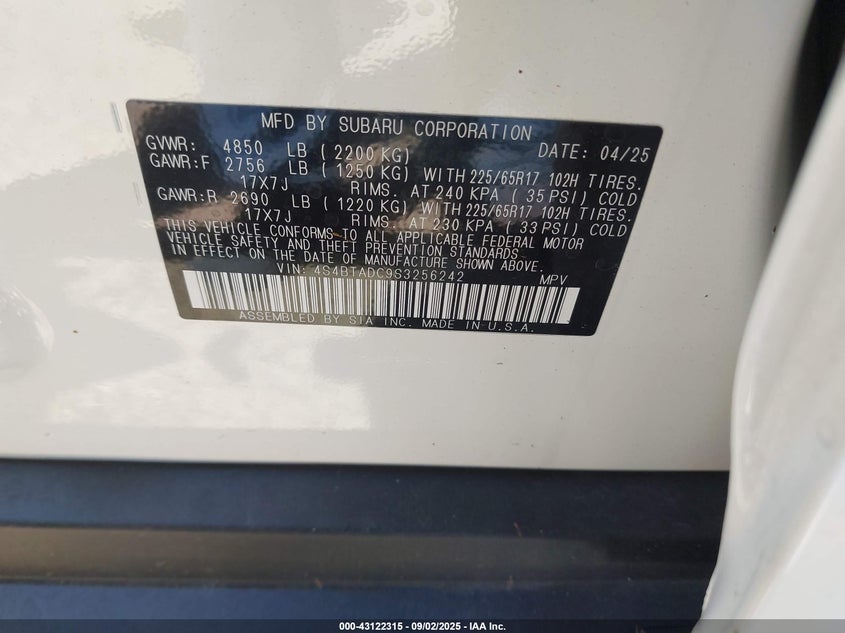 MFD BY SUBARU CORPORATION
GVWR: 4850 LB ( 2200 KG) DATE: 04/25
GAWR:F 2756 LB ( 1250 KG) WITH 225/65R17 102H TIRES.
17X7J RIMS. AT 240 KPA ( 35 PSI) COLD
GAWR:R 2690 LB ( 1220 KG) WITH 225/65R17 102H TIRES.
17X7J RIMS. AT 230 KPA ( 33 PSI) COLD
THIS VEHICLE CONFORMS TO ALL APPLICABLE FEDERAL MOTOR
VEHICLE SAFETY AND THEFT PREVENTION STANDARDS
IN EFFECT ON THE DATE OF MANUFACTURE SHOWN ABOVE.
VIN: 4S4BTADC9S3256242 MPV
ASSEMBLED BY SIA INC. MADE IN U.S.A.
000-43122315 - 09/02/2025 - IAA Inc.